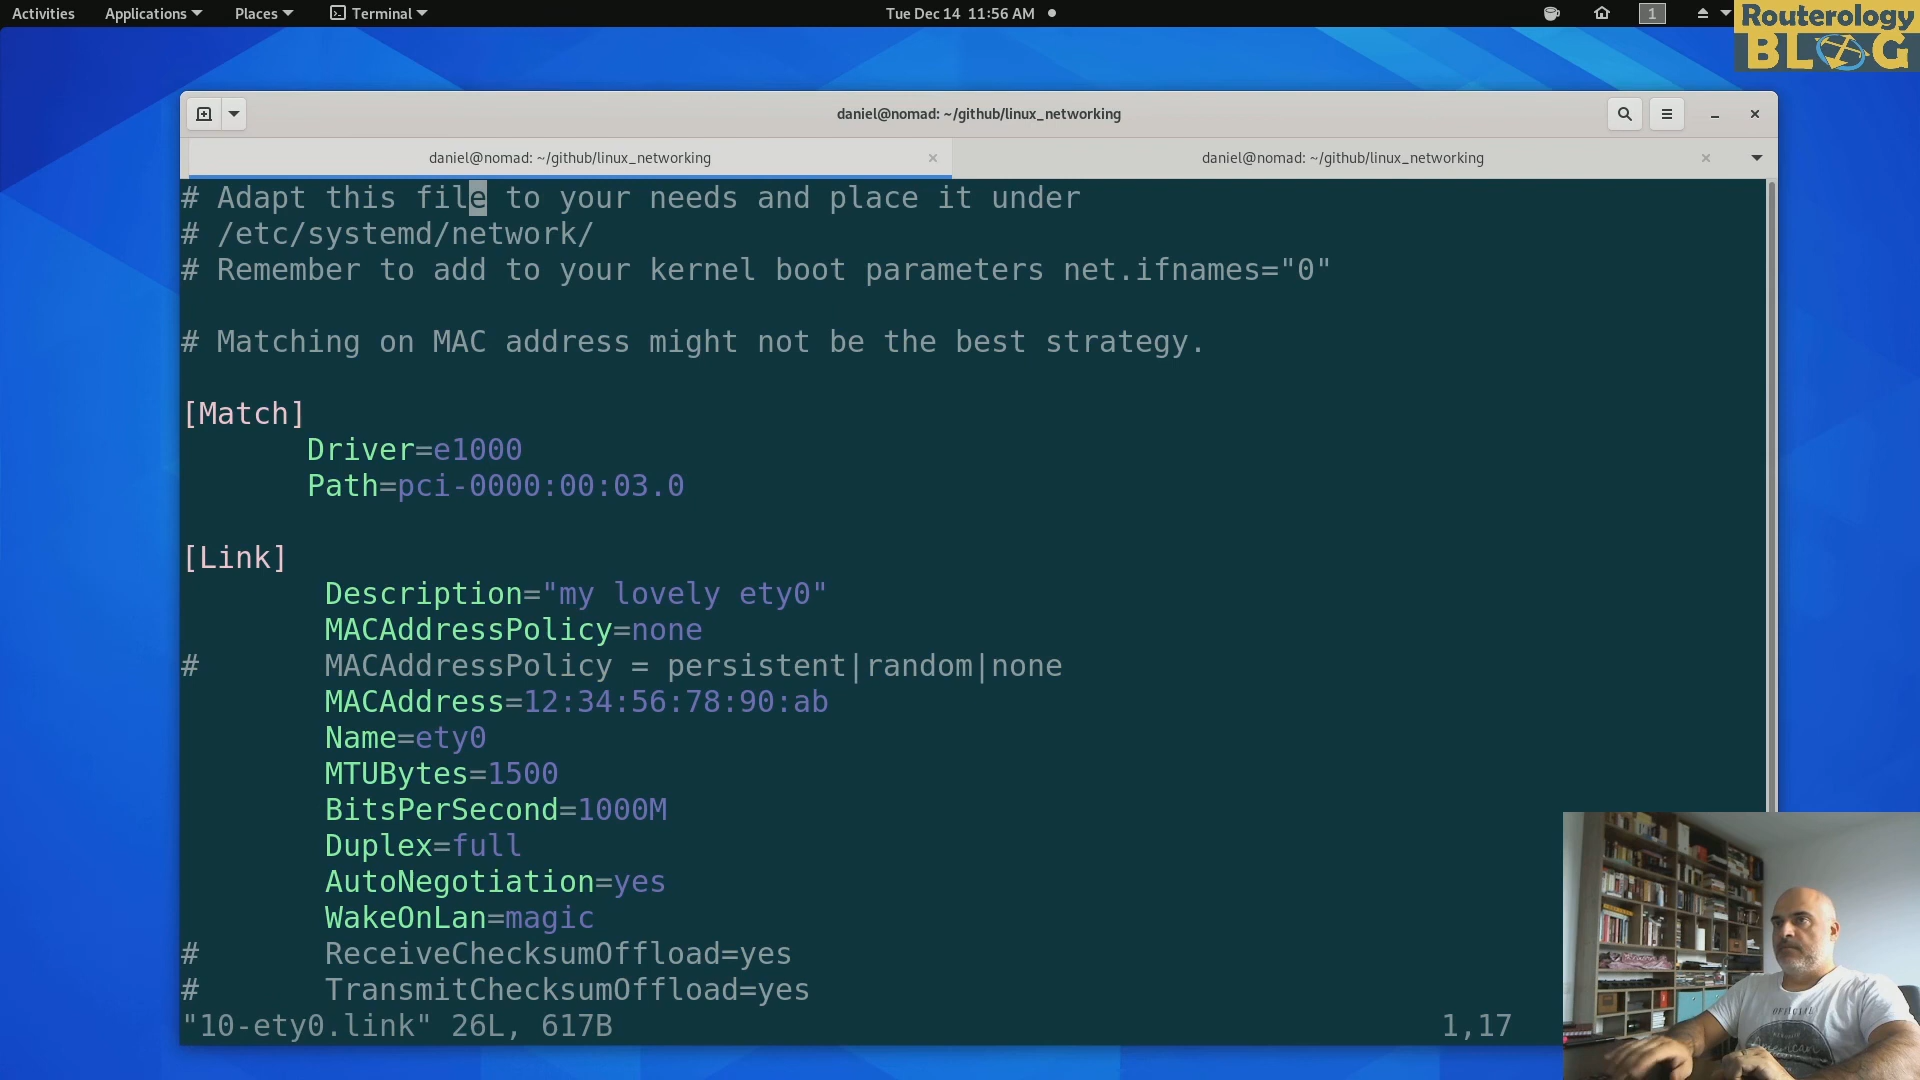 Activities Applications Places Terminal Tue Dec 14 11:56 AM 1
Routerology
BLOG
daniel@nomad: ~/github/linux_networking
daniel@nomad: ~/github/linux_networking daniel@nomad: ~/github/linux_networking
# Adapt this file to your needs and place it under
# /etc/systemd/network/
# Remember to add to your kernel boot parameters net.ifnames="0"
# Matching on MAC address might not be the best strategy.
[Match]
Driver=e1000
Path=pci-0000:00:03.0
[Link]
Description="my lovely ety0"
MACAddressPolicy=none
# MACAddressPolicy = persistent|random|none
MACAddress=12:34:56:78:90:ab
Name=ety0
MTUBytes=1500
BitsPerSecond=1000M
Duplex=full
AutoNegotiation=yes
WakeOnLan=magic
# ReceiveChecksumOffload=yes
# TransmitChecksumOffload=yes
"10-ety0.link" 26L, 617B 1,17